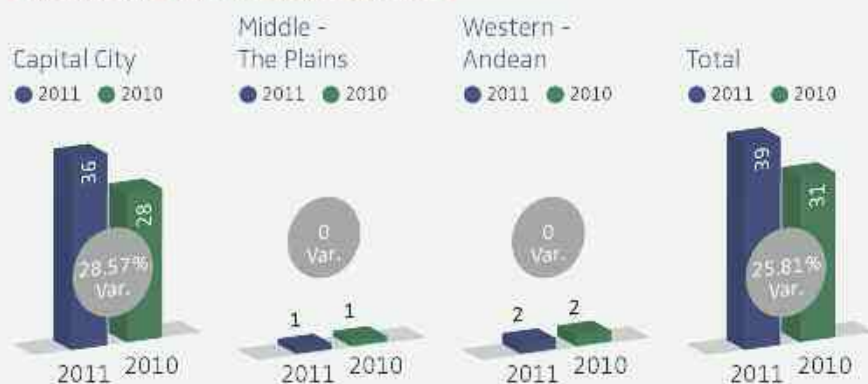 Capital City
2011 2010
36
28
28.57%
Var.
2011 2010
Middle -
The Plains
2011 2010
0
Var.
1 1
2011 2010
Western -
Andean
2011 2010
0
Var.
2 2
2011 2010
Total
2011 2010
39
31
25.81%
Var.
2011 2010